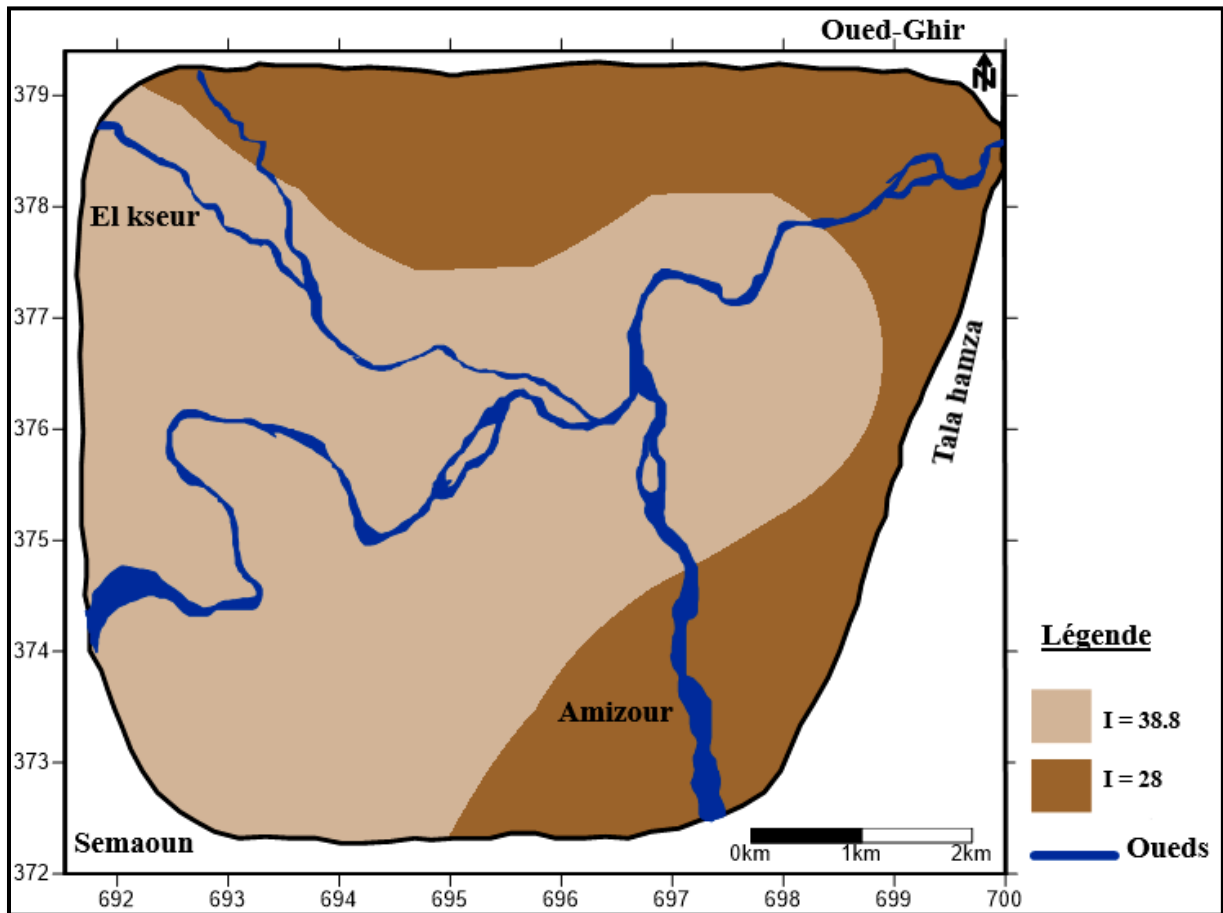 Oued-Ghir
N
379
378
El kseur
377
Tala hamza
376
375
374
Légende
I = 38.8
Amizour
373
I = 28
Semaoun
Oueds
0km
1km
2km
372
692
693
694
695
696
697
698
699
700